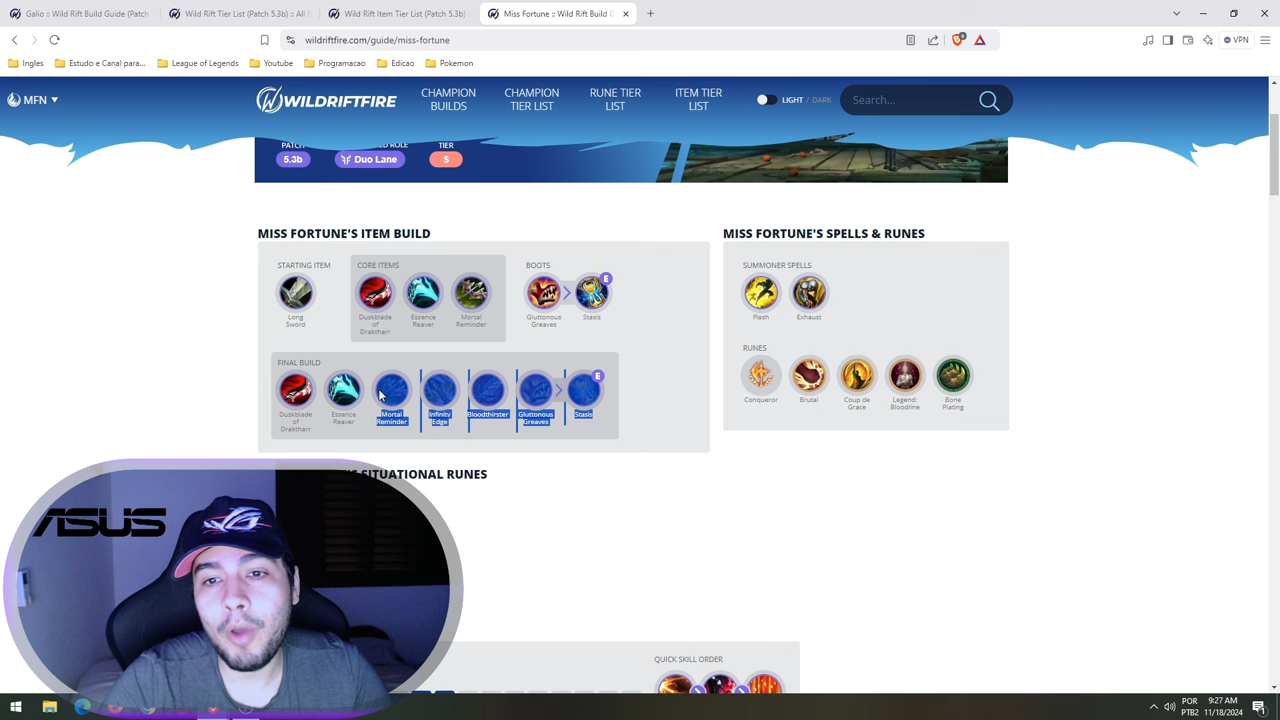 Galio :: Wild Rift Build Guide (Patch
Wild Rift Tier List (Patch 5.3b) :: All R
Wild Rift Item Tier List (Patch 5.3b)
Miss Fortune :: Wild Rift Build G
wildriftfire.com/guide/miss-fortune
VPN
Ingles
Estudo e Canal para...
League of Legends
Youtube
Programacao
Edicao
Pokemon
MFN
WILDRIFTFIRE
CHAMPION BUILDS
CHAMPION TIER LIST
RUNE TIER LIST
ITEM TIER LIST
LIGHT / DARK
Search...
TIER
5.3b
Duo Lane
S
MISS FORTUNE'S ITEM BUILD
STARTING ITEM
CORE ITEMS
BOOTS
E
Long Sword
Duskblade of Draktharr
Essence Reaver
Mortal Reminder
Gluttonous Greaves
Stasis
FINAL BUILD
E
Duskblade of Draktharr
Essence Reaver
Mortal Reminder
Infinity Edge
Bloodthirster
Gluttonous Greaves
Stasis
MISS FORTUNE'S SPELLS & RUNES
SUMMONER SPELLS
Flash
Exhaust
RUNES
Conqueror
Brutal
Coup de Grace
Legend: Bloodline
Bone Plating
SITUATIONAL RUNES
ASUS
QUICK SKILL ORDER
POR
PTB2
9:27 AM
11/18/2024